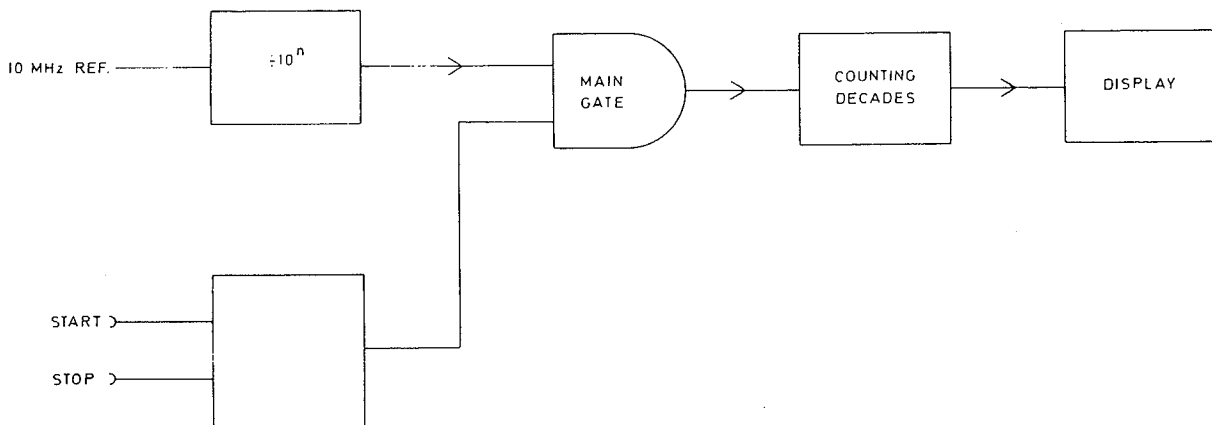 10 MHz REF.
÷10ⁿ
MAIN
GATE
COUNTING
DECADES
DISPLAY
START
STOP